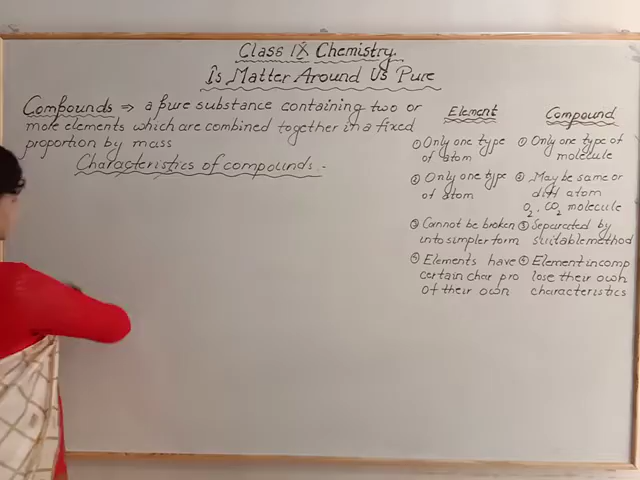 Class IX Chemistry.
Is Matter Around Us Pure
Compounds → a pure substance containing two or
more elements which are combined together in a fixed
proportion by mass
Characteristics of compounds -
Element
① Only one type
of atom
② Only one type
of atom
③ Cannot be broken
into simpler form
Elements have
certain char pro
of their own
Compound
① Only one type of
molecule
② May be same or
diff atom
O2, CO2 molecule
③ Separated by
suitable method
④ Element in comp
lose their own
characteristics